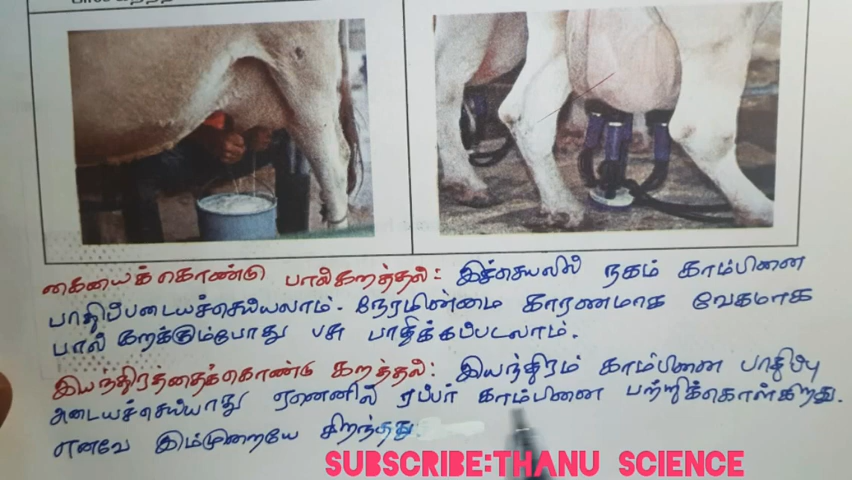 கையைக்கொண்டு பால்கறத்தல்: இச்செயலில் நகம் காம்பினை
பாதிப்படையச்செய்யலாம். நேரமின்மை காரணமாக வேகமாக
பால் கறக்கும்போது பசு பாதிக்கப்படலாம்.
இயந்திரத்தைக்கொண்டு கறத்தல்: இயந்திரம் காம்பினை பாதிப்பு
அடையச்செய்யாது ஏனெனில் ரப்பர் காம்பினை பற்றிக்கொள்கிறது.
எனவே இம்முறையே சிறந்தது.
SUBSCRIBE:THANU SCIENCE